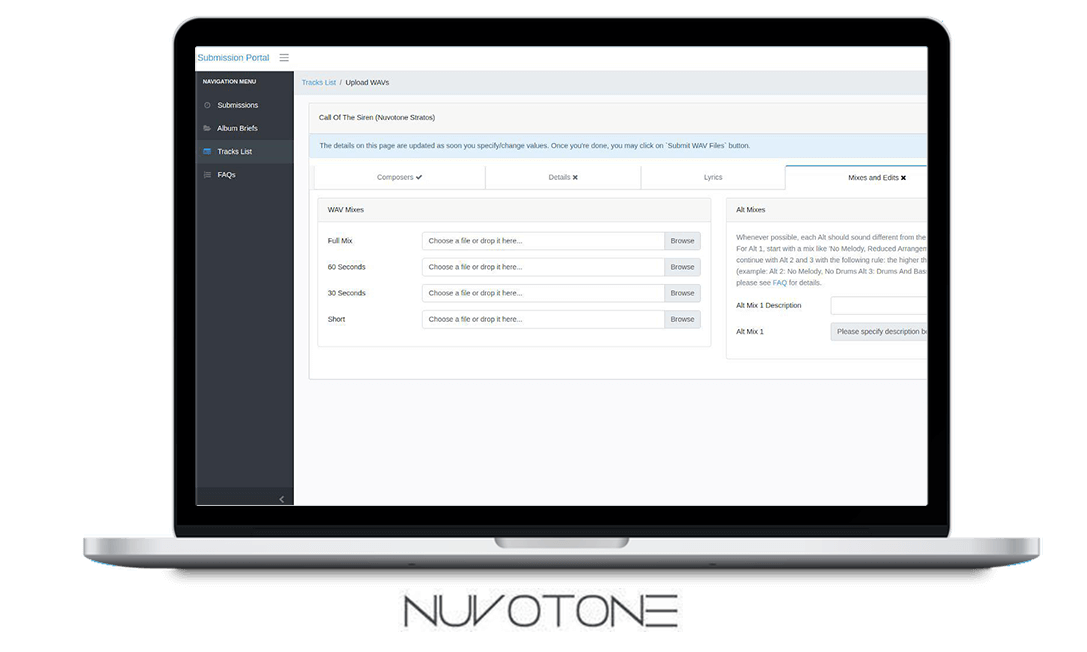 Submission Portal
NAVIGATION MENU
Submissions
Album Briefs
Tracks List
FAQs
Tracks List / Upload WAVs
Call Of The Siren (Nuvotone Stratos)
The details on this page are updated as soon you specify/change values. Once you're done, you may click on `Submit WAV Files` button.
Composers
Details
Lyrics
Mixes and Edits
WAV Mixes
Full Mix
Choose a file or drop it here...
Browse
60 Seconds
Choose a file or drop it here...
Browse
30 Seconds
Choose a file or drop it here...
Browse
Short
Choose a file or drop it here...
Browse
Alt Mixes
Whenever possible, each Alt should sound different from the
For Alt 1, start with a mix like 'No Melody, Reduced Arrangem
continue with Alt 2 and 3 with the following rule: the higher th
(example: Alt 2: No Melody, No Drums Alt 3: Drums And Bas
please see FAQ for details.
Alt Mix 1 Description
Alt Mix 1
Please specify description b
NUVOTONE